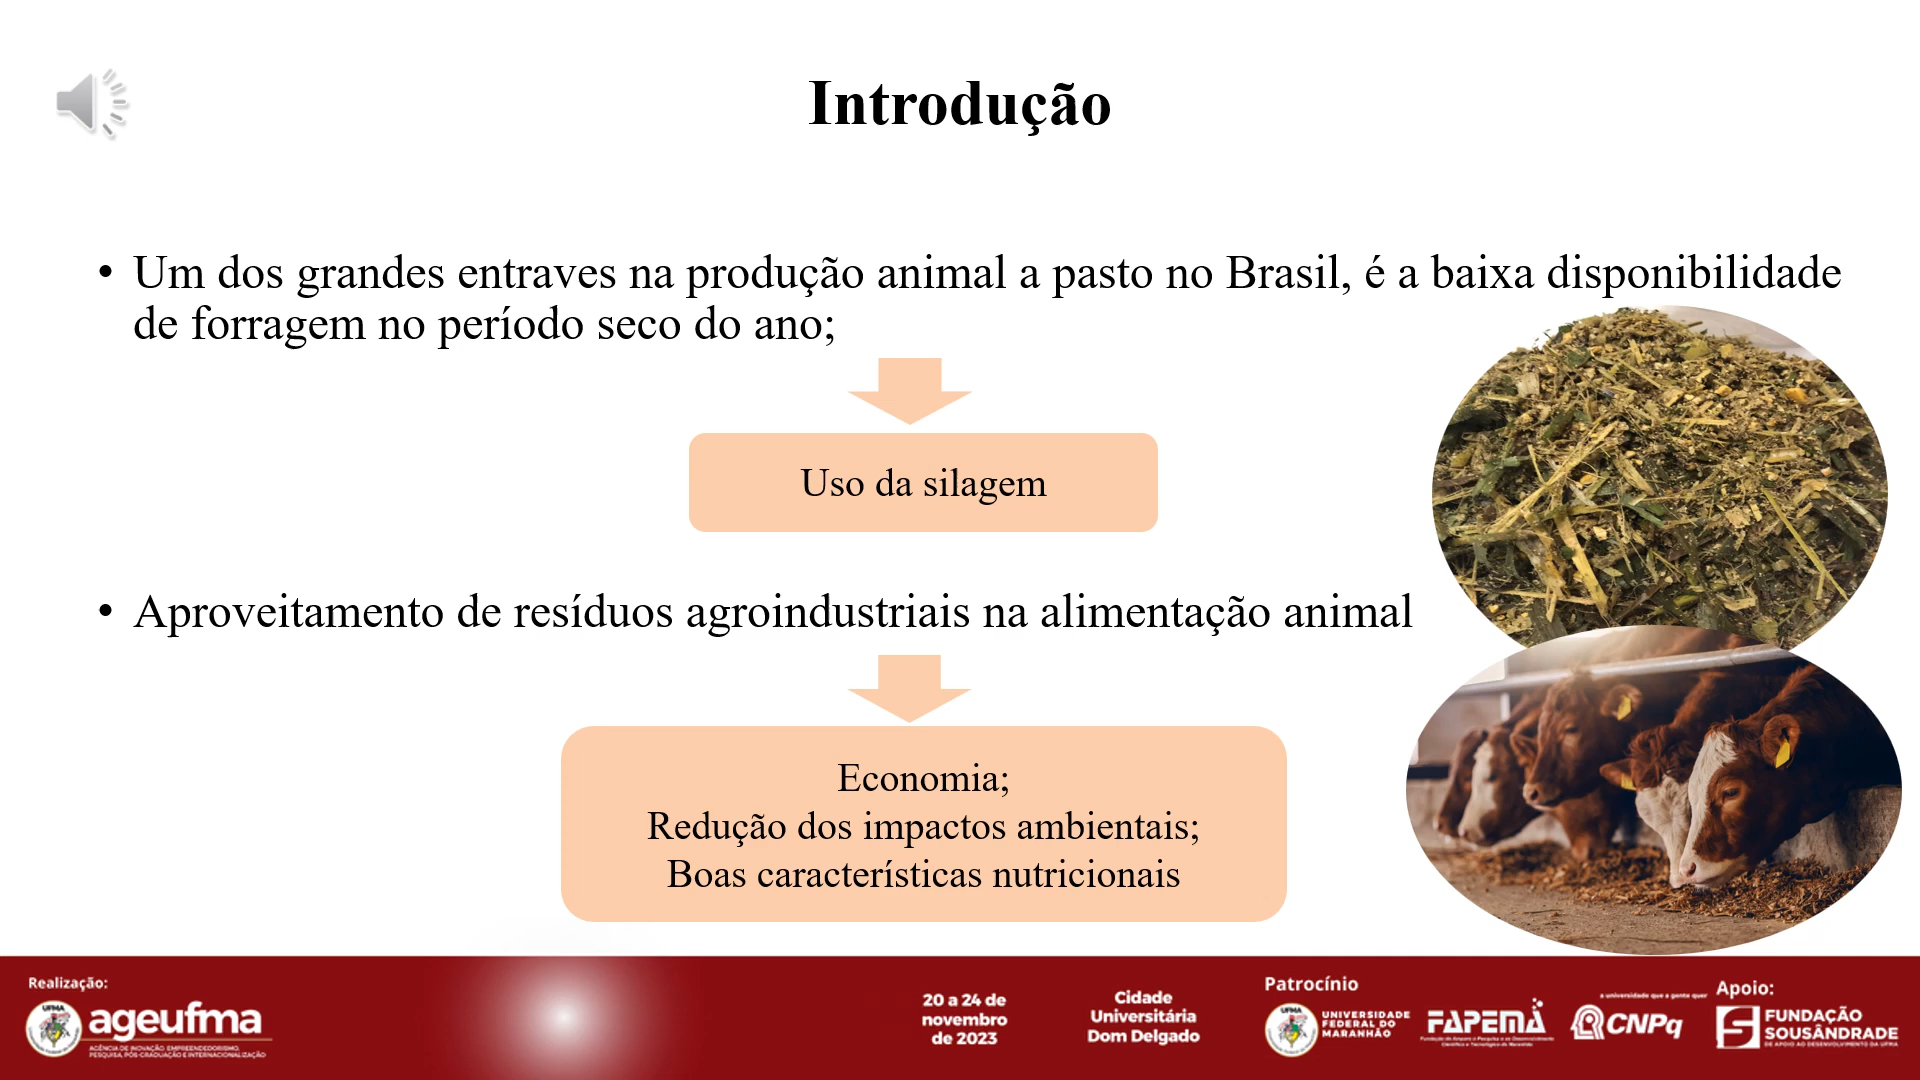 Introdução
• Um dos grandes entraves na produção animal a pasto no Brasil, é a baixa disponibilidade
de forragem no período seco do ano;
Uso da silagem
• Aproveitamento de resíduos agroindustriais na alimentação animal
Economia;
Redução dos impactos ambientais;
Boas características nutricionais
Realização:
UFMA
ageufma
AGÊNCIA DE INOVAÇÃO, EMPREENDEDORISMO,
PESQUISA, PÓS-GRADUAÇÃO E INTERNACIONALIZAÇÃO
20 a 24 de
novembro
de 2023
Cidade
Universitária
Dom Delgado
Patrocínio
UFMA
UNIVERSIDADE
FEDERAL DO
MARANHÃO
a universidade que a gente quer
FAPEMA
Fundação de Amparo à Pesquisa e ao Desenvolvimento
Científico e Tecnológico do Maranhão
CNPq
Apoio:
FUNDAÇÃO
SOUSÂNDRADE
DE APOIO AO DESENVOLVIMENTO DA UFMA